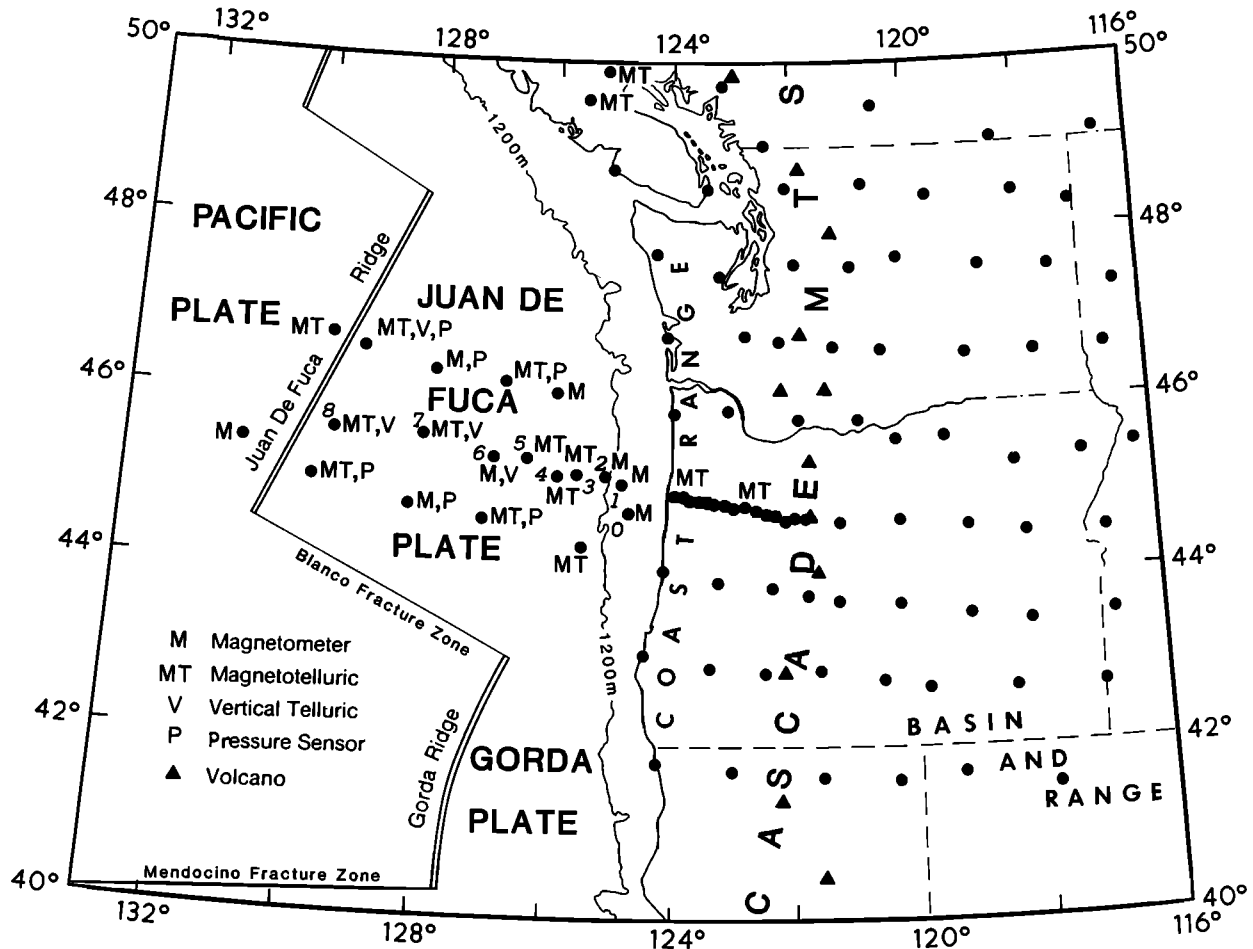 132°
128°
124°
120°
116°
50°
50°
MT
MT
1200m
48°
48°
PACIFIC
PLATE
Ridge
Juan De Fuca
JUAN DE
FUCA
PLATE
MT
MT,V,P
M,P
MT,P
M
46°
46°
M
8
MT,V
7
MT,V
6
M,V
5
MT
MT
4
MT
3
2
M
M
1
M
0
MT
MT
MT,P
M,P
MT,P
MT
44°
44°
Blanco Fracture Zone
COAST RANGE
CASCADE MTS
M Magnetometer
MT Magnetotelluric
V Vertical Telluric
P Pressure Sensor
Volcano
1200m
42°
42°
Gorda Ridge
GORDA
PLATE
BASIN
AND
RANGE
Mendocino Fracture Zone
40°
40°
132°
128°
124°
120°
116°